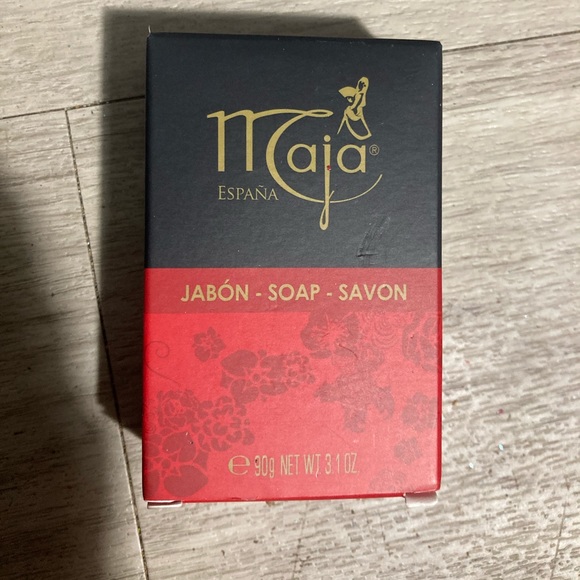 Maja®
ESPAÑA
JABÓN - SOAP - SAVON
℮ 90g NET WT. 3.1 OZ.